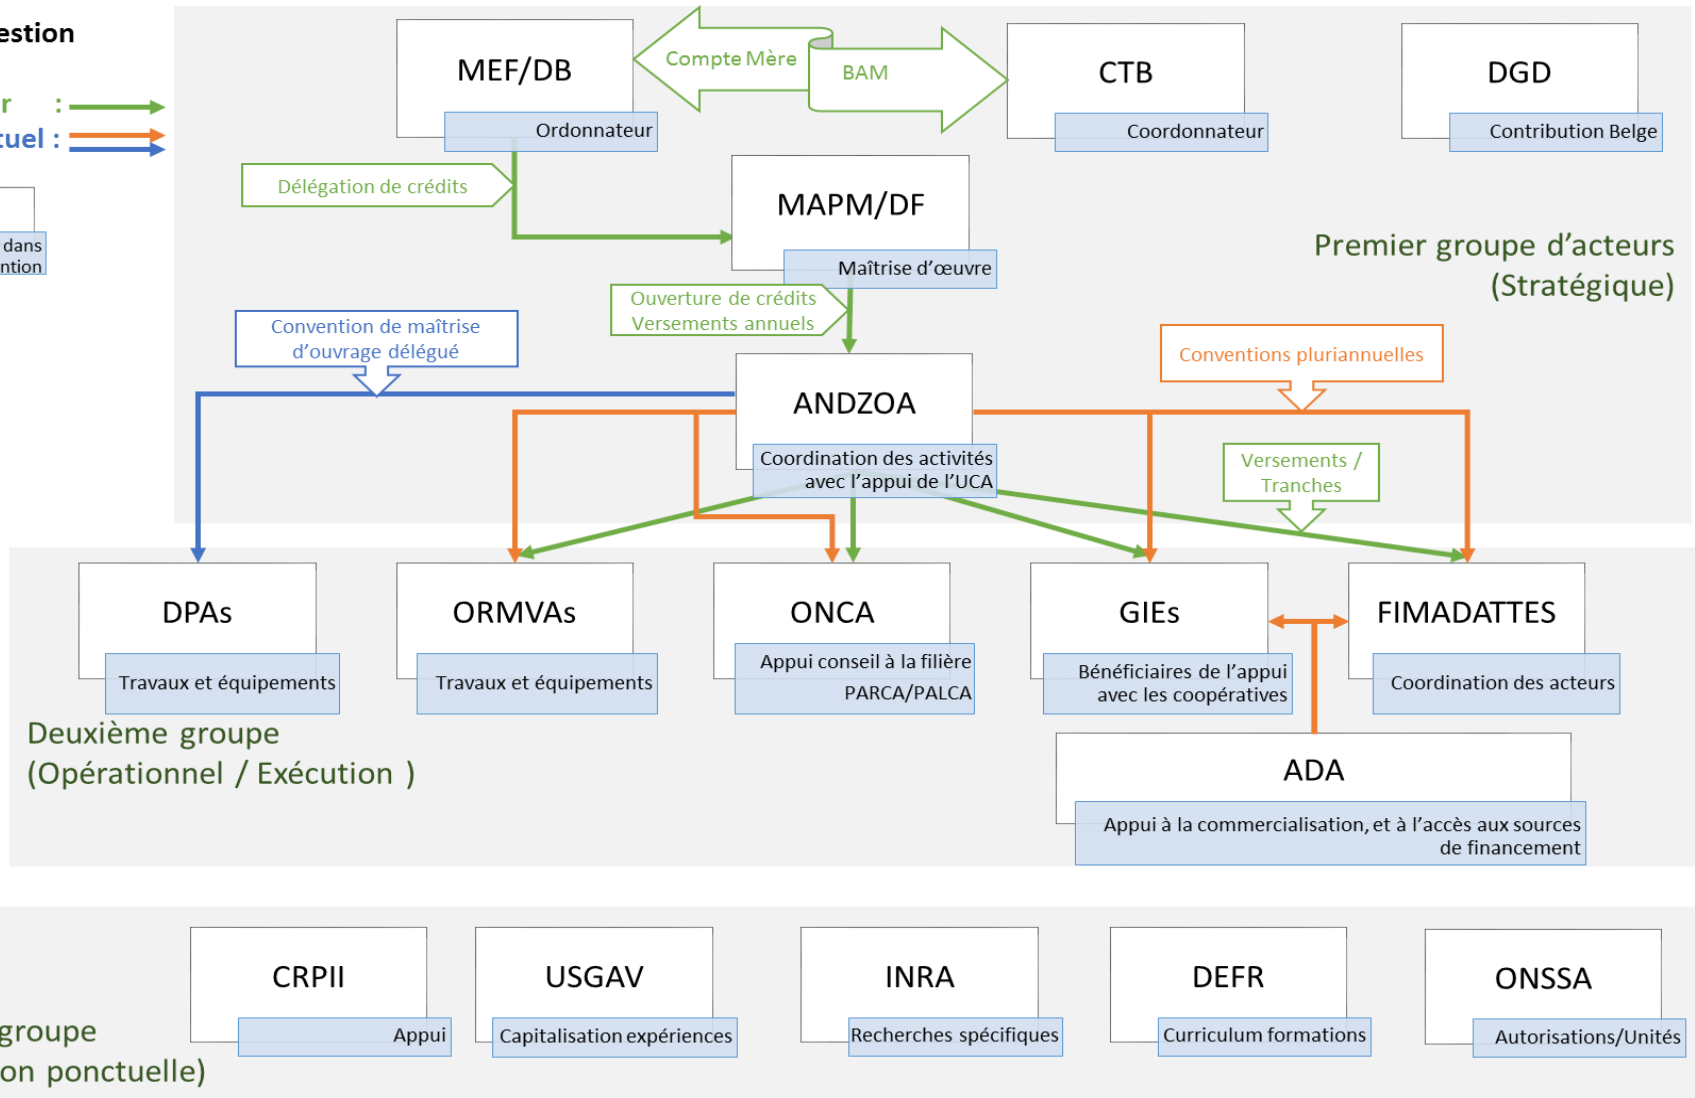 estion
r :
tuel :
dans
ntion
MEF/DB
Ordonnateur
Compte Mère
BAM
CTB
Coordonnateur
DGD
Contribution Belge
Délégation de crédits
MAPM/DF
Maîtrise d’œuvre
Premier groupe d’acteurs
(Stratégique)
Ouverture de crédits
Versements annuels
Convention de maîtrise
d’ouvrage délégué
Conventions pluriannuelles
ANDZOA
Coordination des activités
avec l’appui de l’UCA
Versements /
Tranches
DPAs
Travaux et équipements
ORMVAs
Travaux et équipements
ONCA
Appui conseil à la filière
PARCA/PALCA
GIEs
Bénéficiaires de l’appui
avec les coopératives
FIMADATTES
Coordination des acteurs
Deuxième groupe
(Opérationnel / Exécution )
ADA
Appui à la commercialisation, et à l’accès aux sources
de financement
CRPII
Appui
USGAV
Capitalisation expériences
INRA
Recherches spécifiques
DEFR
Curriculum formations
ONSSA
Autorisations/Unités
groupe
on ponctuelle)